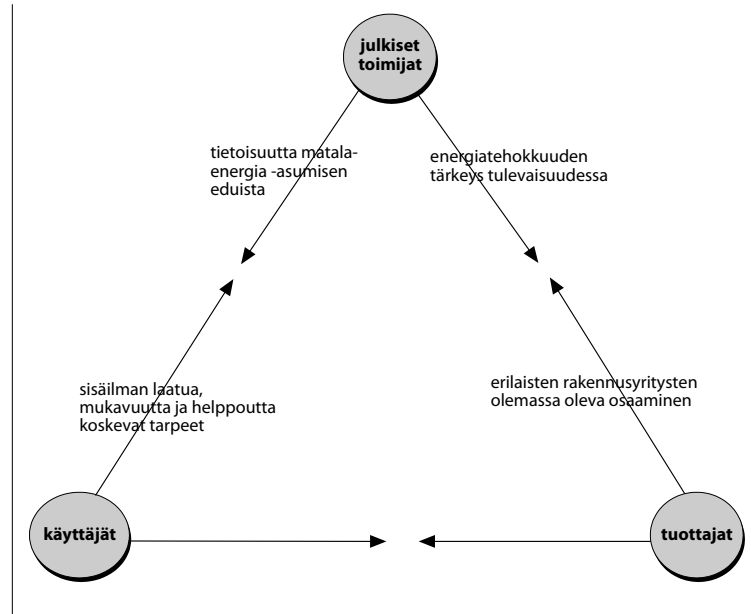 julkiset
toimijat
tietoisuutta matala-
energia -asumisen
eduista
energiatehokkuuden
tärkeys tulevaisuudessa
sisäilman laatua,
mukavuutta ja helppoutta
koskevat tarpeet
erilaisten rakennusyritysten
olemassa oleva osaaminen
käyttäjät
tuottajat